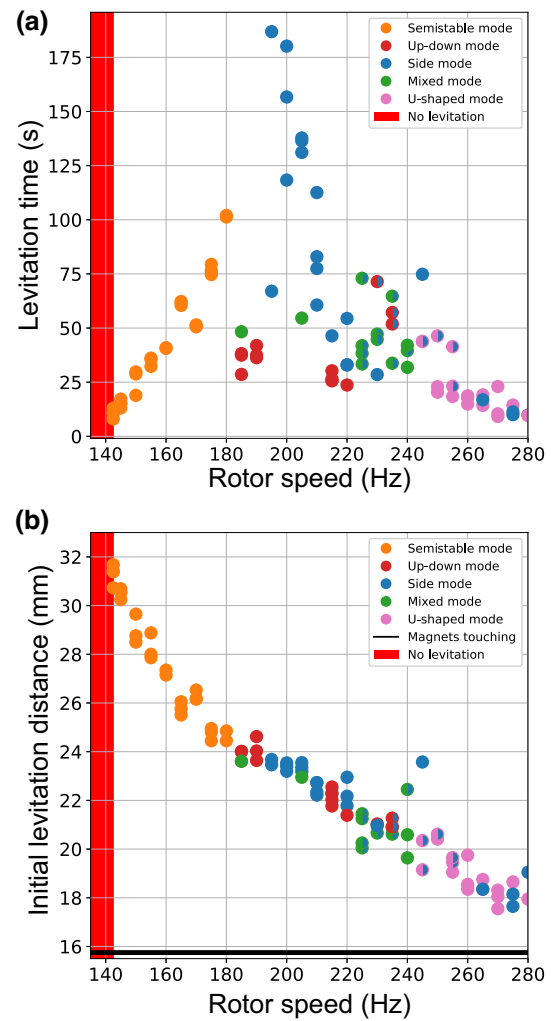 (a)
Semistable mode
Up-down mode
Side mode
Mixed mode
U-shaped mode
No levitation
Levitation time (s)
175
150
125
100
75
50
25
0
140 160 180 200 220 240 260 280
Rotor speed (Hz)
(b)
Semistable mode
Up-down mode
Side mode
Mixed mode
U-shaped mode
Magnets touching
No levitation
Initial levitation distance (mm)
32
30
28
26
24
22
20
18
16
140 160 180 200 220 240 260 280
Rotor speed (Hz)